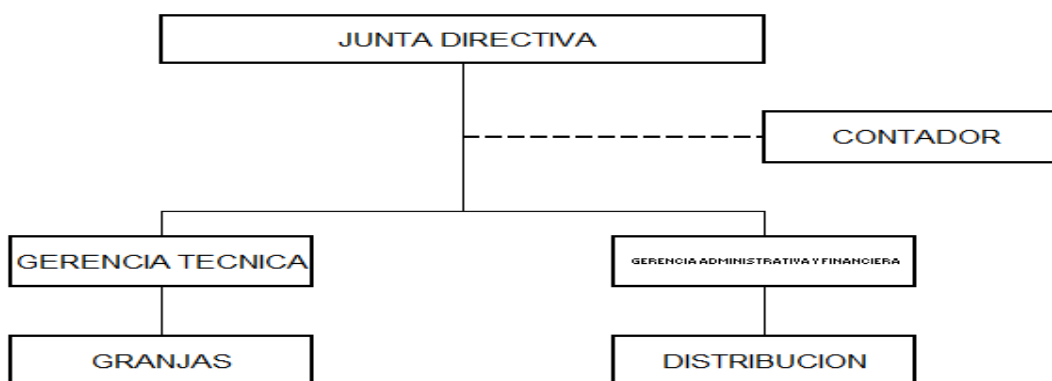 JUNTA DIRECTIVA
CONTADOR
GERENCIA TECNICA
GERENCIA ADMINISTRATIVA Y FINANCIERA
GRANJAS
DISTRIBUCION